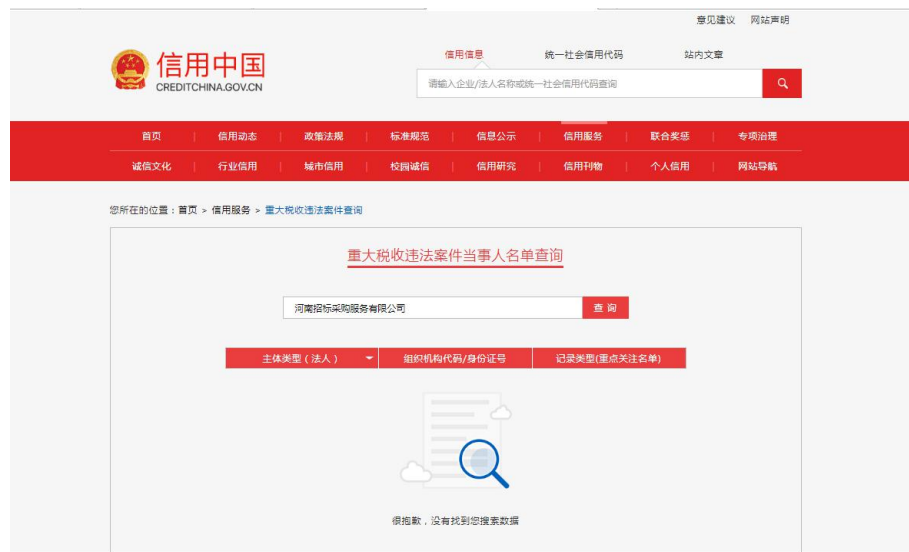 意见建议 网站声明
信用中国
CREDITCHINA.GOV.CN
信用信息 统一社会信用代码 站内文章
请输入企业/法人名称或统一社会信用代码查询
首页 信用动态 政策法规 标准规范 信息公示 信用服务 联合奖惩 专项治理
诚信文化 行业信用 城市信用 校园诚信 信用研究 信用刊物 个人信用 网站导航
您所在的位置：首页 > 信用服务 > 重大税收违法案件查询
重大税收违法案件当事人名单查询
河南招标采购服务有限公司 查询
主体类型（法人） 组织机构代码/身份证号 记录类型(重点关注名单)
很抱歉，没有找到您搜索数据